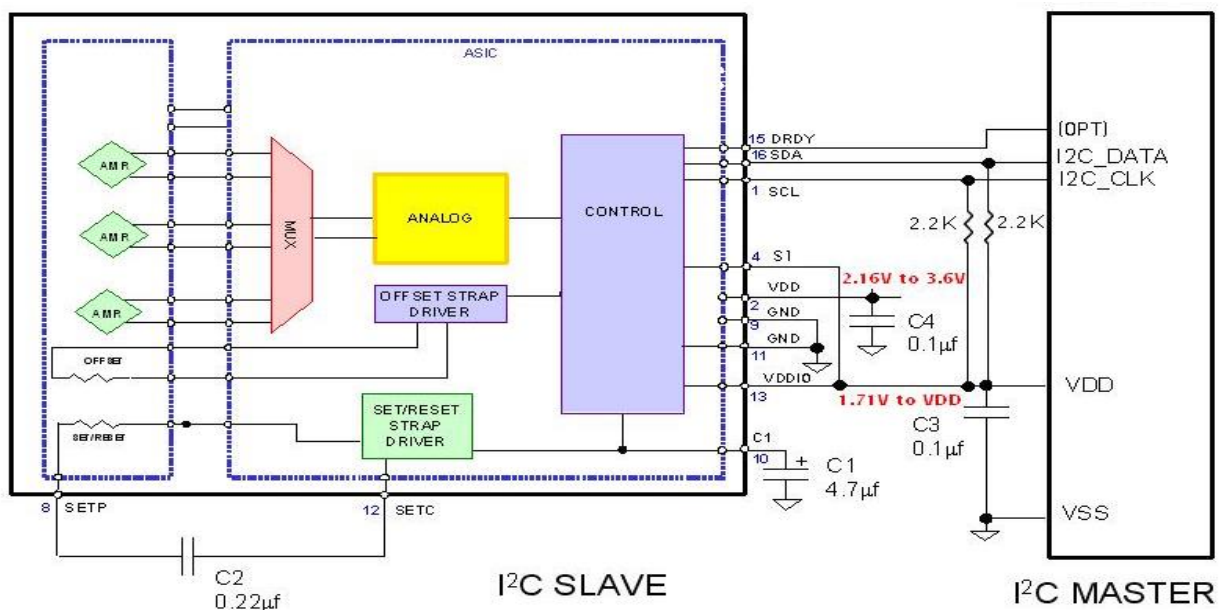 ASIC
AMR
AMR
AMR
MUX
ANALOG
CONTROL
OFFSET STRAP
DRIVER
OFFSET
SET/RESET
STRAP
DRIVER
SET/RESET
15 DRDY
16 SDA
1 SCL
4 S1
VDD
2
GND
9
GND
11
VDDIO
13
C1
10
8 SETP
12 SETC
C2
0.22µf
C1
4.7µf
+
2.16V to 3.6V
C4
0.1µf
1.71V to VDD
C3
0.1µf
2.2K
2.2K
(OPT)
I2C_DATA
I2C_CLK
VDD
VSS
I²C SLAVE
I²C MASTER